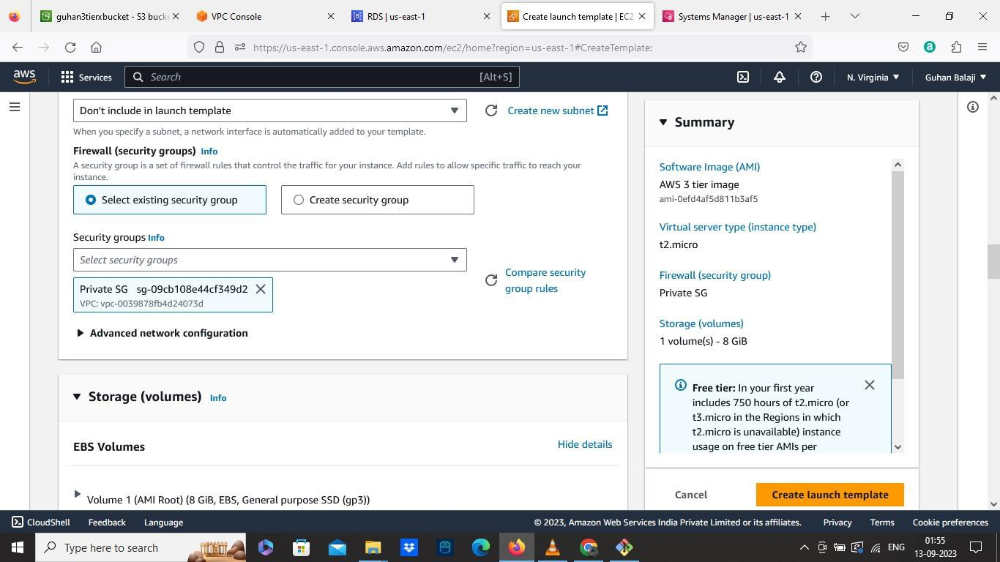 guhan3tierxbucket - S3 bucke
VPC Console
RDS | us-east-1
Create launch template | EC2
Systems Manager | us-east-1
https://us-east-1.console.aws.amazon.com/ec2/home?region=us-east-1#CreateTemplate:
aws
Services
Search
[Alt+S]
N. Virginia
Guhan Balaji
Don't include in launch template
Create new subnet
When you specify a subnet, a network interface is automatically added to your template.
Firewall (security groups) Info
A security group is a set of firewall rules that control the traffic for your instance. Add rules to allow specific traffic to reach your
instance.
Select existing security group
Create security group
Security groups Info
Select security groups
Compare security
group rules
Private SG sg-09cb108e44cf349d2
VPC: vpc-0039878fb4d24073d
Advanced network configuration
Storage (volumes) Info
EBS Volumes
Hide details
Volume 1 (AMI Root) (8 GiB, EBS, General purpose SSD (gp3))
Summary
Software Image (AMI)
AWS 3 tier image
ami-0efd4af5d811b3af5
Virtual server type (instance type)
t2.micro
Firewall (security group)
Private SG
Storage (volumes)
1 volume(s) - 8 GiB
Free tier: In your first year
includes 750 hours of t2.micro (or
t3.micro in the Regions in which
t2.micro is unavailable) instance
usage on free tier AMIs per
Cancel
Create launch template
CloudShell
Feedback
Language
© 2023, Amazon Web Services India Private Limited or its affiliates.
Privacy
Terms
Cookie preferences
Type here to search
ENG
01:55
13-09-2023